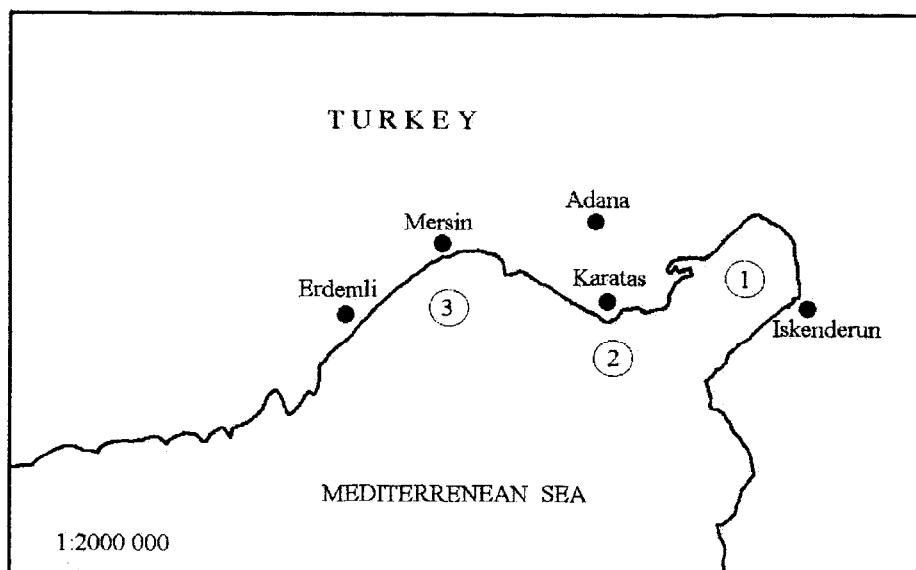 TURKEY
Adana
Mersin
Karatas
1
Erdemli
3
Iskenderun
2
MEDITERRENEAN SEA
1:2000 000